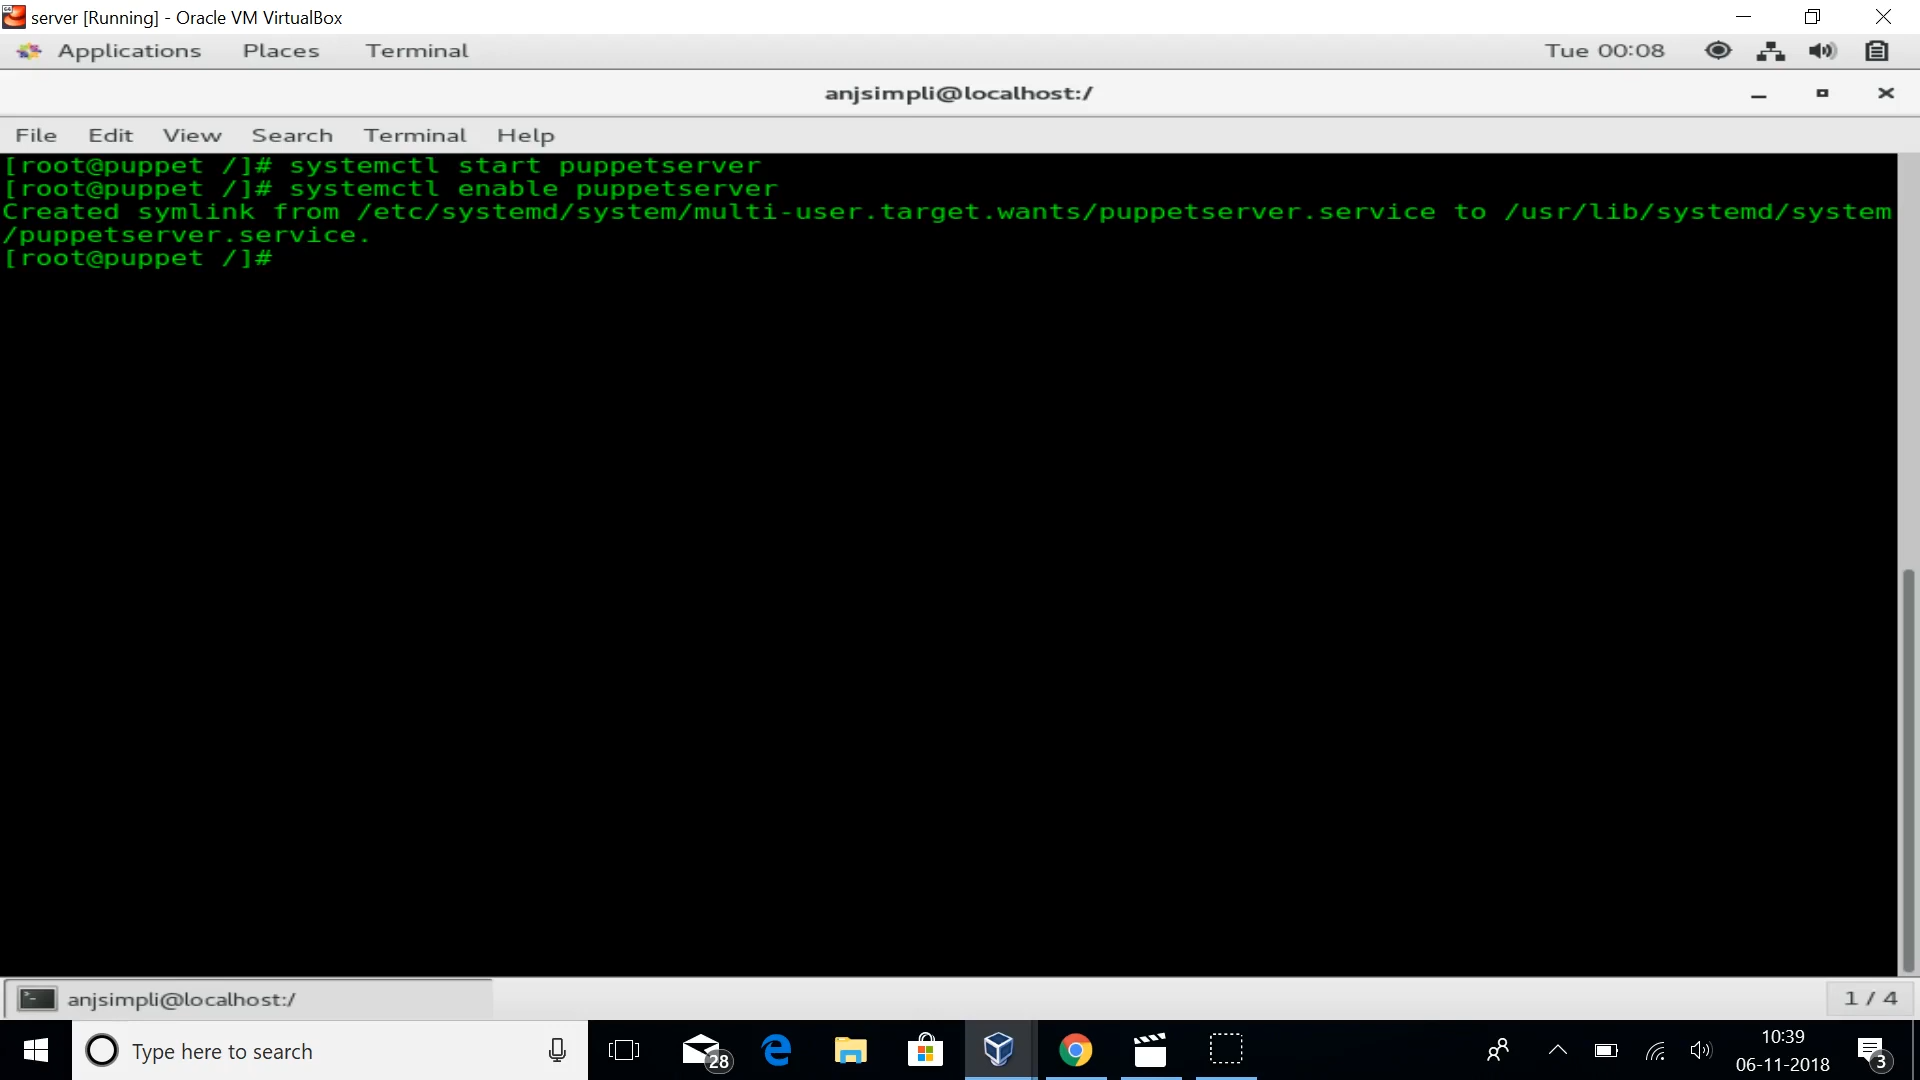 server [Running] - Oracle VM VirtualBox
Applications Places Terminal Tue 00:08
anjsimpli@localhost:/
File Edit View Search Terminal Help
[root@puppet /]# systemctl start puppetserver
[root@puppet /]# systemctl enable puppetserver
Created symlink from /etc/systemd/system/multi-user.target.wants/puppetserver.service to /usr/lib/systemd/system
/puppetserver.service.
[root@puppet /]#
anjsimpli@localhost:/ 1 / 4
Type here to search 28 10:39
06-11-2018 3